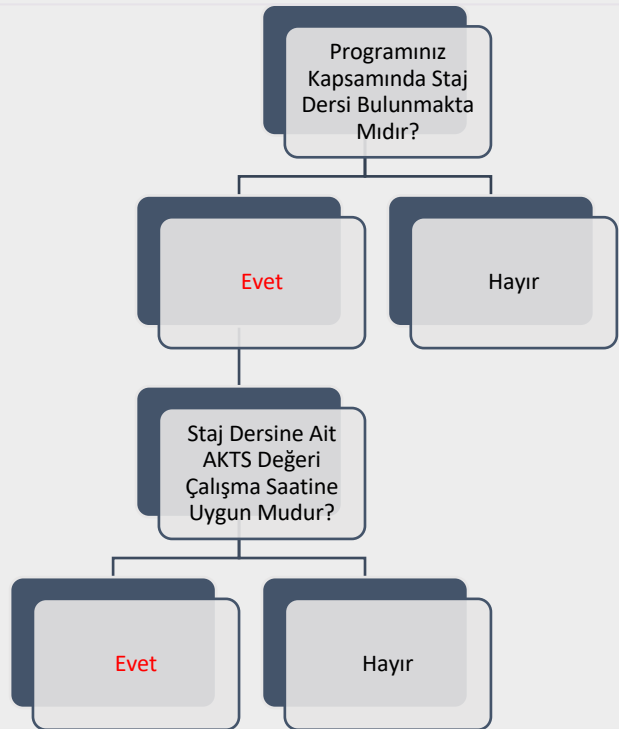 Programınız
Kapsamında Staj
Dersi Bulunmakta
Mıdır?
Evet
Hayır
Staj Dersine Ait
AKTS Değeri
Çalışma Saatine
Uygun Mudur?
Evet
Hayır